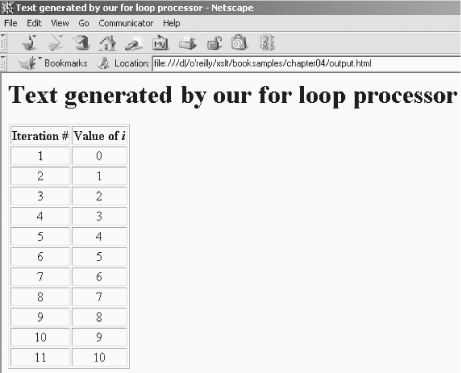 Text generated by our for loop processor - Netscape
File Edit View Go Communicator Help
Bookmarks Location: file:///d/o'reilly/xslt/booksamples/chapter04/output.html
Text generated by our for loop processor
Iteration # Value of i
1 0
2 1
3 2
4 3
5 4
6 5
7 6
8 7
9 8
10 9
11 10